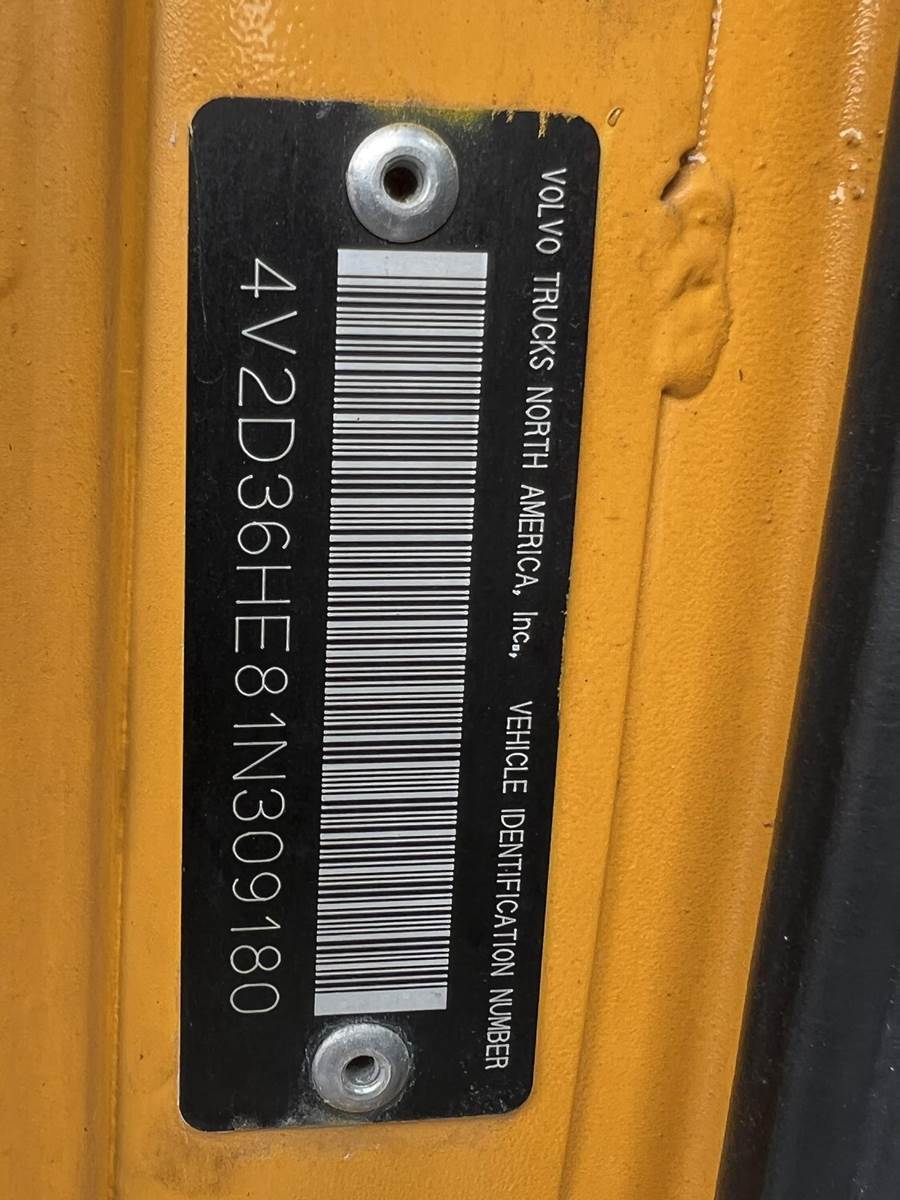 VOLVO TRUCKS NORTH AMERICA, Inc., VEHICLE IDENTIFICATION NUMBER
4V2D36HE81N309180